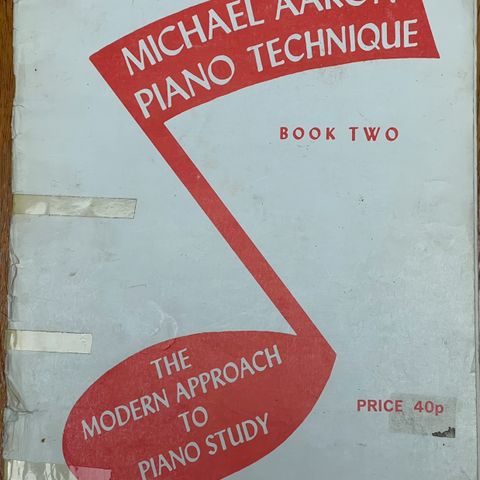 MICHAEL AARON
PIANO TECHNIQUE
BOOK TWO
THE
MODERN APPROACH
TO
PIANO STUDY
PRICE 40p